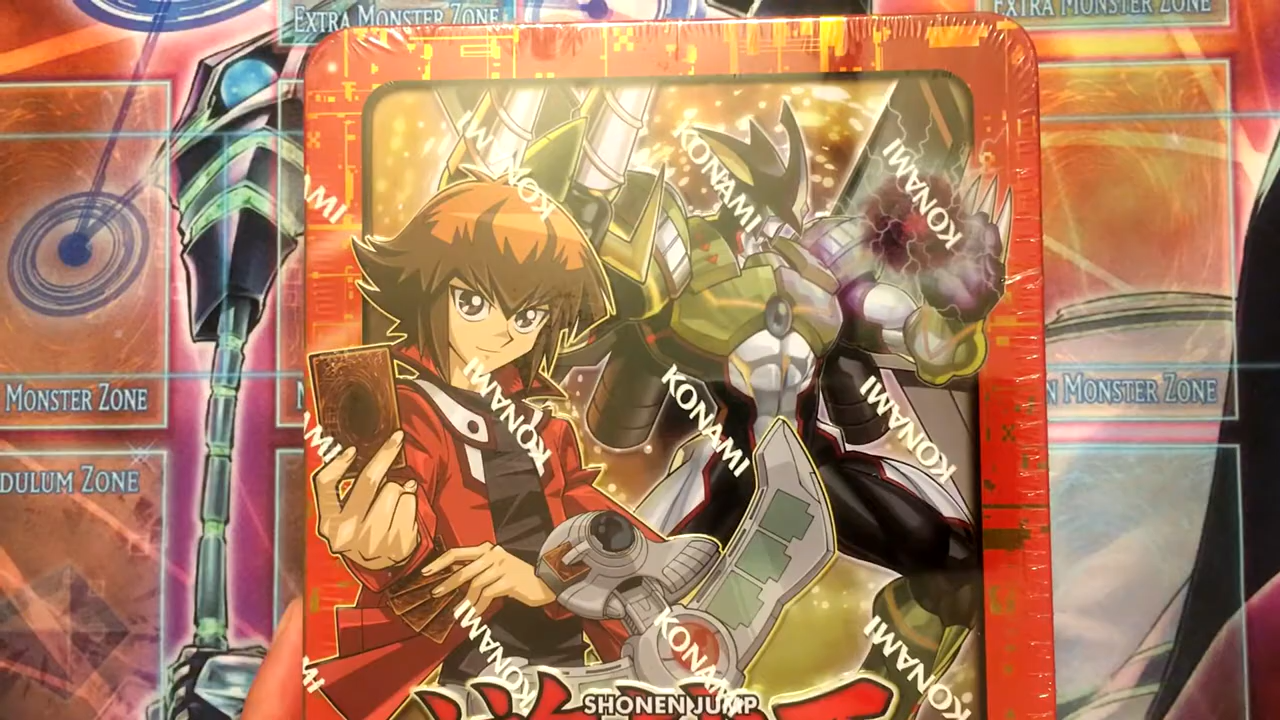 EXTRA MONSTER ZONE
EXTRA MONSTER ZONE
KONAMI
KONAMI
KONAMI
MONSTER ZONE
N MONSTER ZONE
KONAMI
KONAMI
KONAMI
DULUM ZONE
KONAMI
KONAMI
KONAMI
SHONEN JUMP